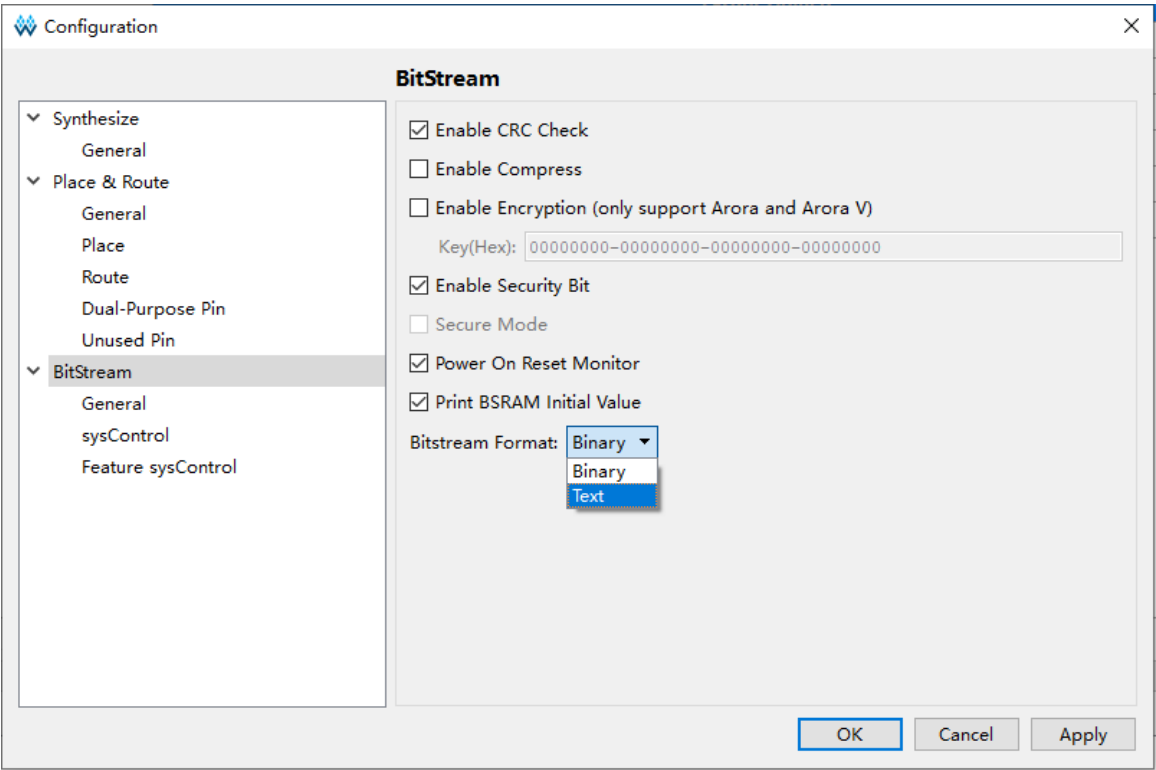 Configuration
BitStream
Synthesize
General
Place & Route
General
Place
Route
Dual-Purpose Pin
Unused Pin
BitStream
General
sysControl
Feature sysControl
Enable CRC Check
Enable Compress
Enable Encryption (only support Arora and Arora V)
Key(Hex): 00000000-00000000-00000000-00000000
Enable Security Bit
Secure Mode
Power On Reset Monitor
Print BSRAM Initial Value
Bitstream Format: Binary
Binary
Text
OK Cancel Apply